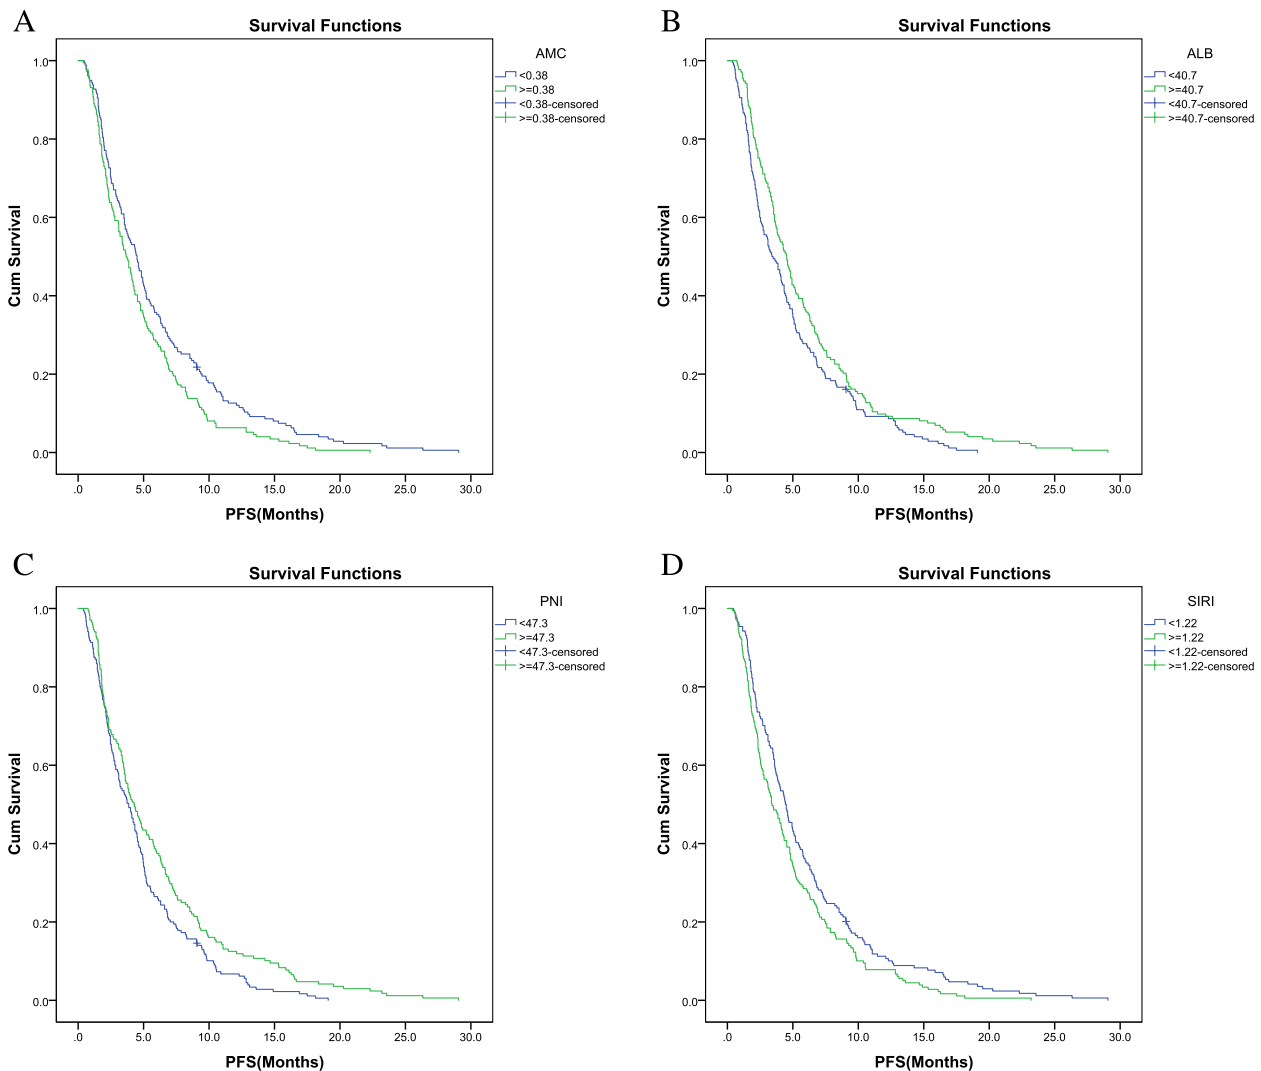 A
Survival Functions
AMC
<0.38
>=0.38
<0.38-censored
>=0.38-censored
Cum Survival
1.0
0.8
0.6
0.4
0.2
0.0
.0 5.0 10.0 15.0 20.0 25.0 30.0
PFS(Months)
B
Survival Functions
ALB
<40.7
>=40.7
<40.7-censored
>=40.7-censored
Cum Survival
1.0
0.8
0.6
0.4
0.2
0.0
.0 5.0 10.0 15.0 20.0 25.0 30.0
PFS(Months)
C
Survival Functions
PNI
<47.3
>=47.3
<47.3-censored
>=47.3-censored
Cum Survival
1.0
0.8
0.6
0.4
0.2
0.0
.0 5.0 10.0 15.0 20.0 25.0 30.0
PFS(Months)
D
Survival Functions
SIRI
<1.22
>=1.22
<1.22-censored
>=1.22-censored
Cum Survival
1.0
0.8
0.6
0.4
0.2
0.0
.0 5.0 10.0 15.0 20.0 25.0 30.0
PFS(Months)